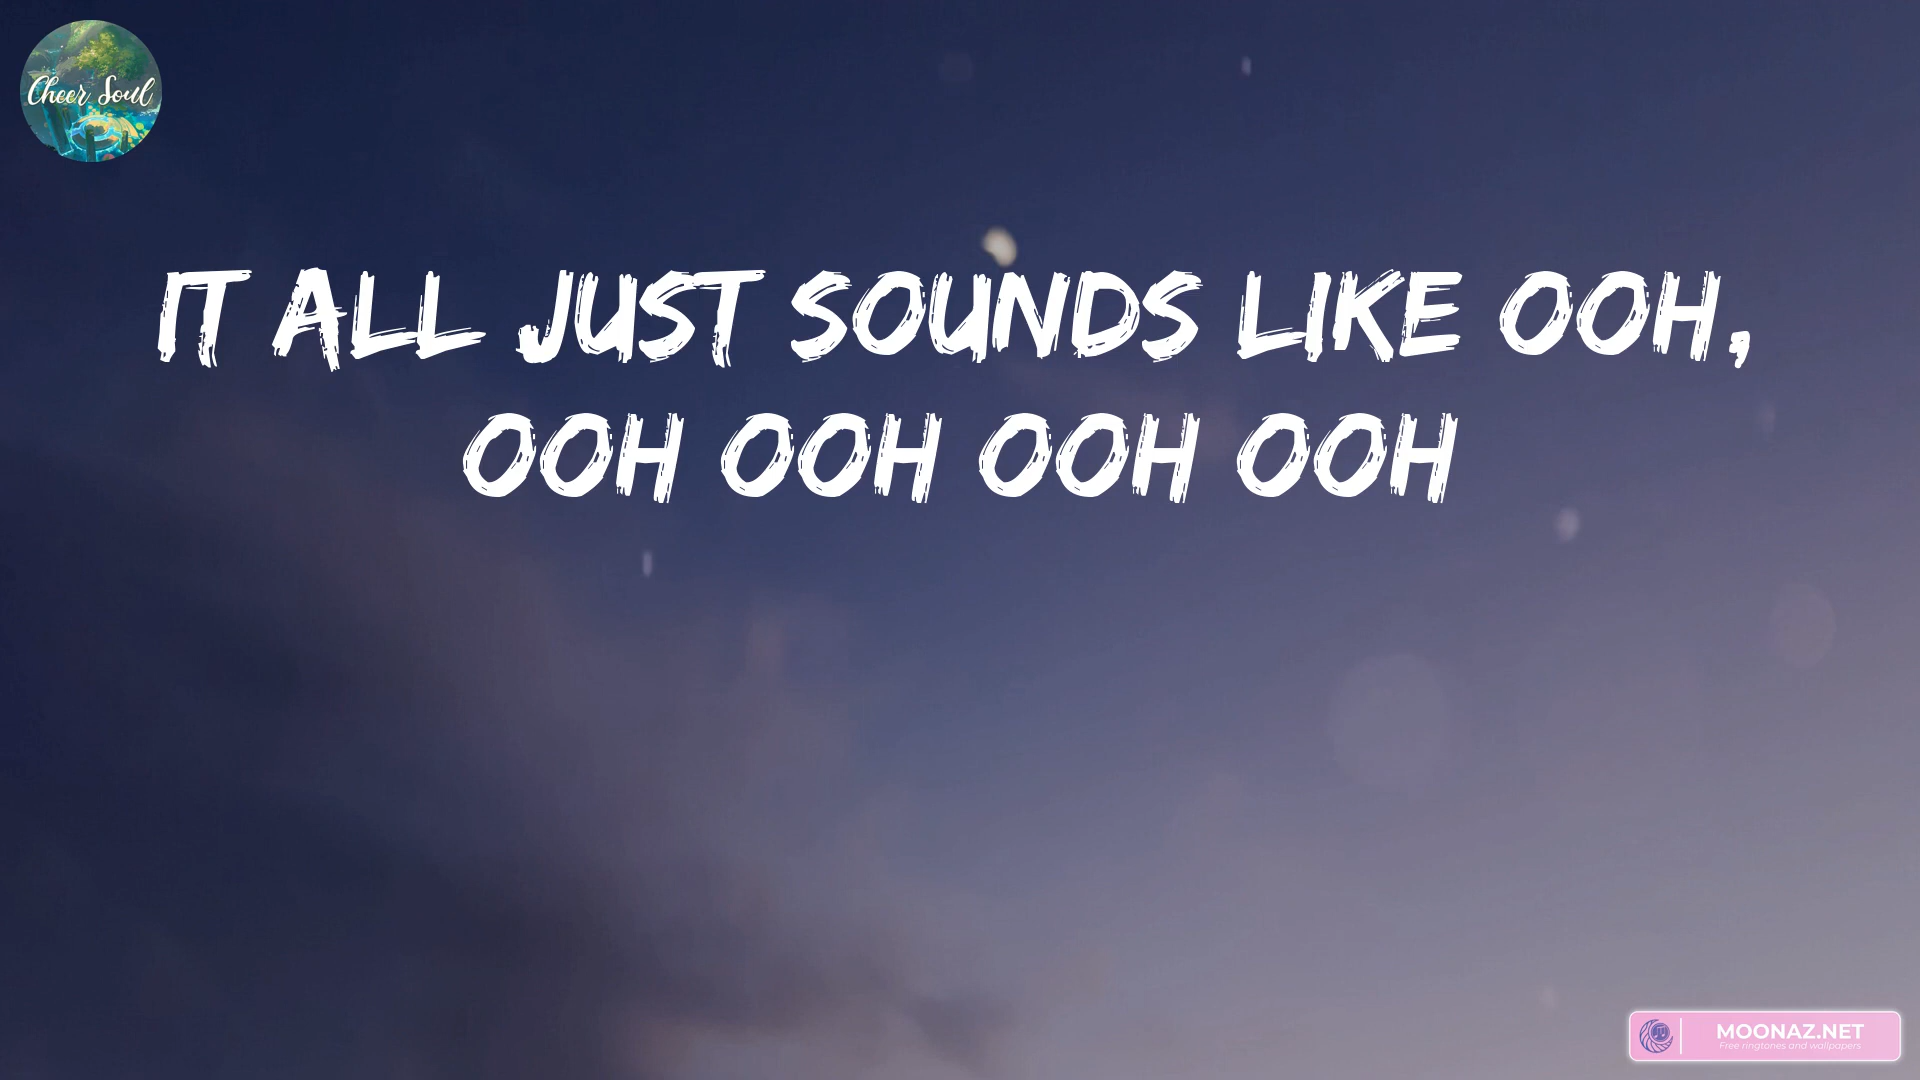 Cheer Soul
IT ALL JUST SOUNDS LIKE OOH,
OOH OOH OOH OOH
MOONAZ.NET
Free ringtones and wallpapers